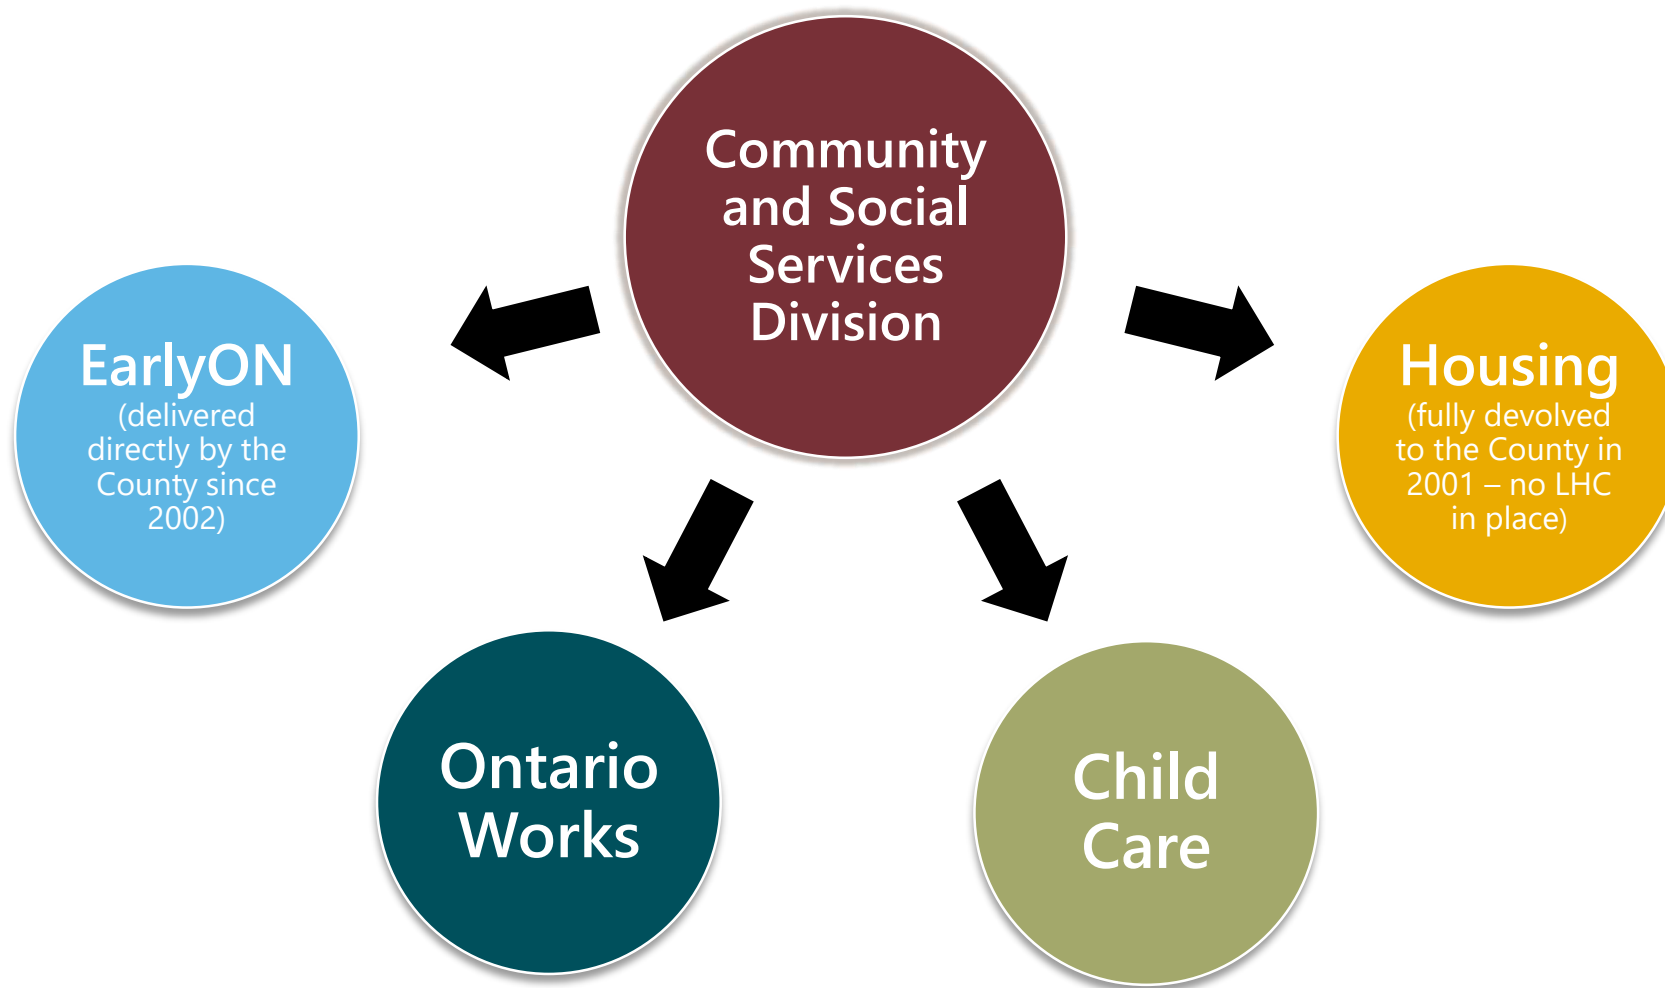 Community
and Social
Services
Division
EarlyON
(delivered
directly by the
County since
2002)
Housing
(fully devolved
to the County in
2001 – no LHC
in place)
Ontario
Works
Child
Care